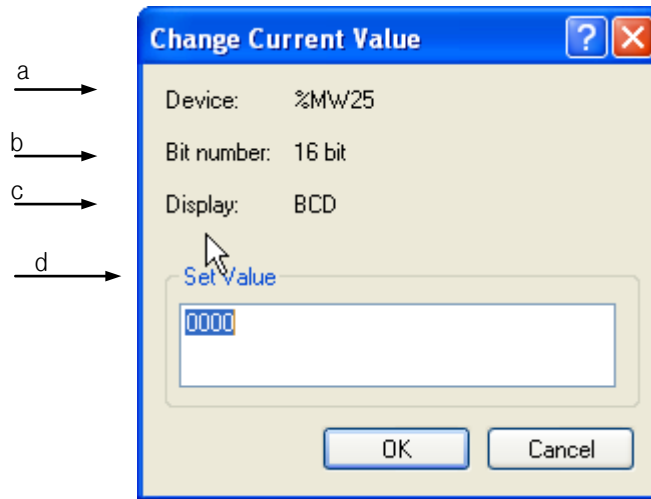 Change Current Value
a
Device: %MW25
b
Bit number: 16 bit
c
Display: BCD
d
Set Value
0000
OK Cancel